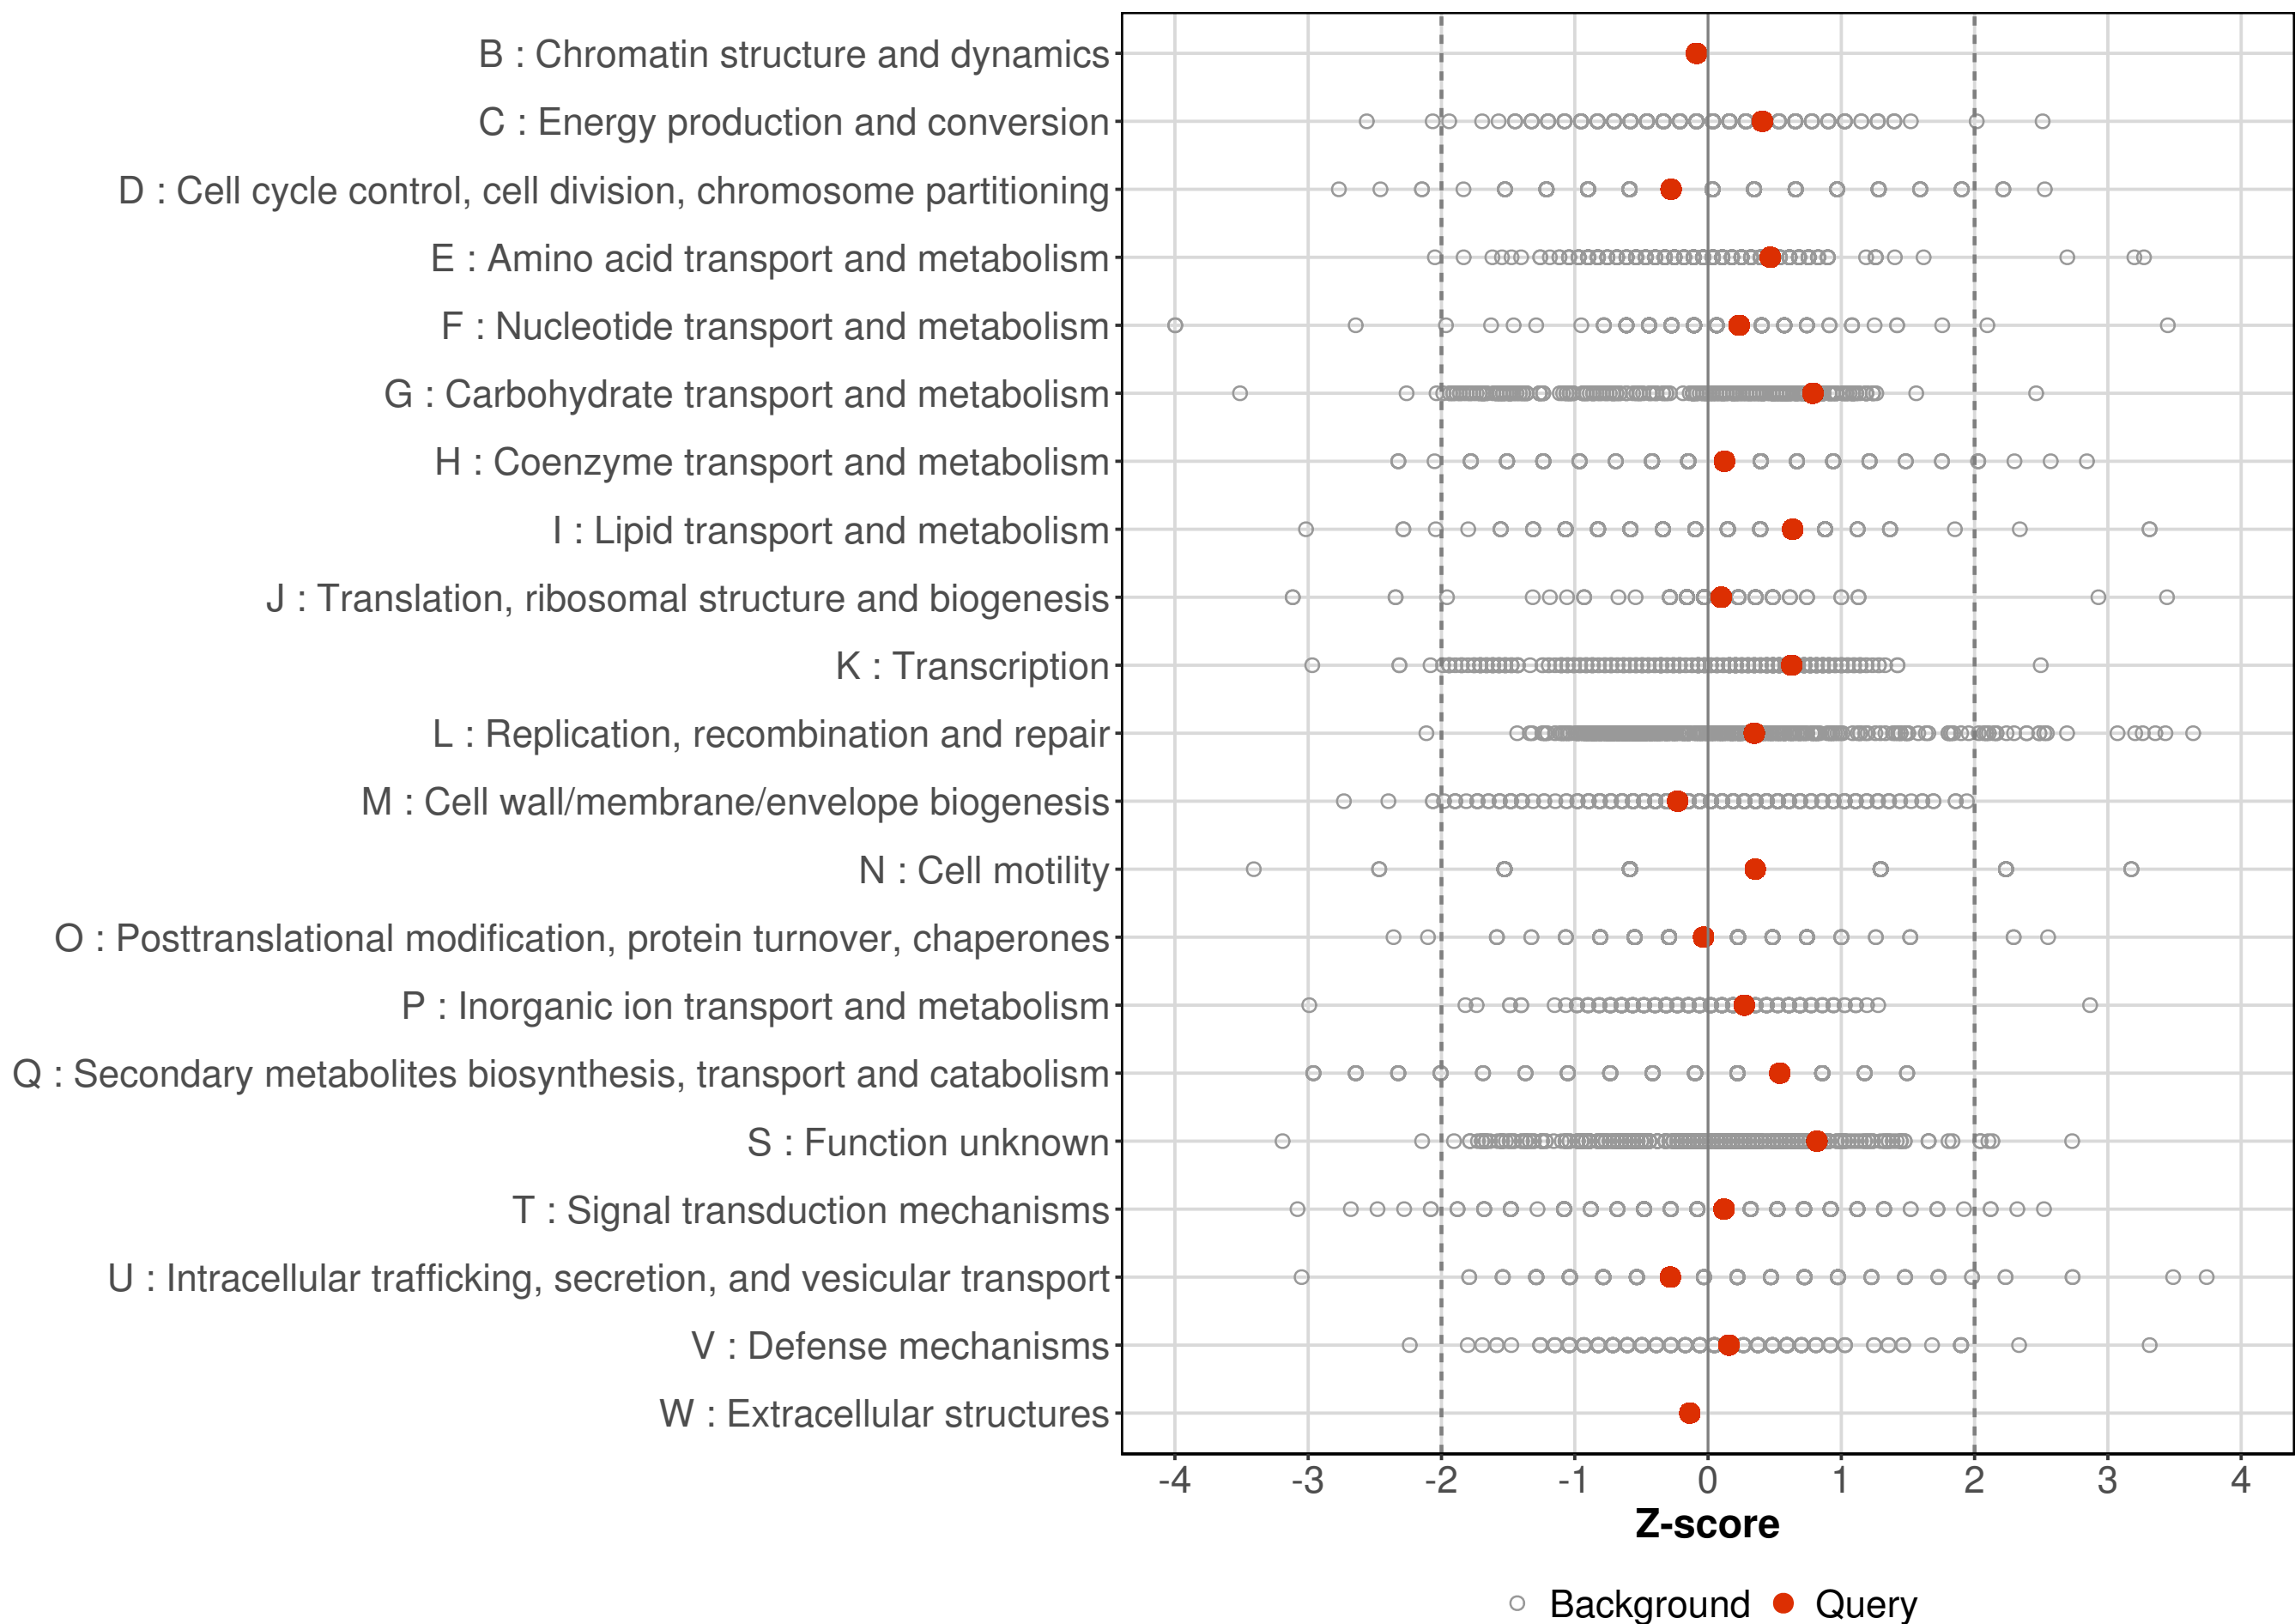 B : Chromatin structure and dynamics
C : Energy production and conversion
D : Cell cycle control, cell division, chromosome partitioning
E : Amino acid transport and metabolism
F : Nucleotide transport and metabolism
G : Carbohydrate transport and metabolism
H : Coenzyme transport and metabolism
I : Lipid transport and metabolism
J : Translation, ribosomal structure and biogenesis
K : Transcription
L : Replication, recombination and repair
M : Cell wall/membrane/envelope biogenesis
N : Cell motility
O : Posttranslational modification, protein turnover, chaperones
P : Inorganic ion transport and metabolism
Q : Secondary metabolites biosynthesis, transport and catabolism
S : Function unknown
T : Signal transduction mechanisms
U : Intracellular trafficking, secretion, and vesicular transport
V : Defense mechanisms
W : Extracellular structures
-4 -3 -2 -1 0 1 2 3 4
Z-score
Background Query